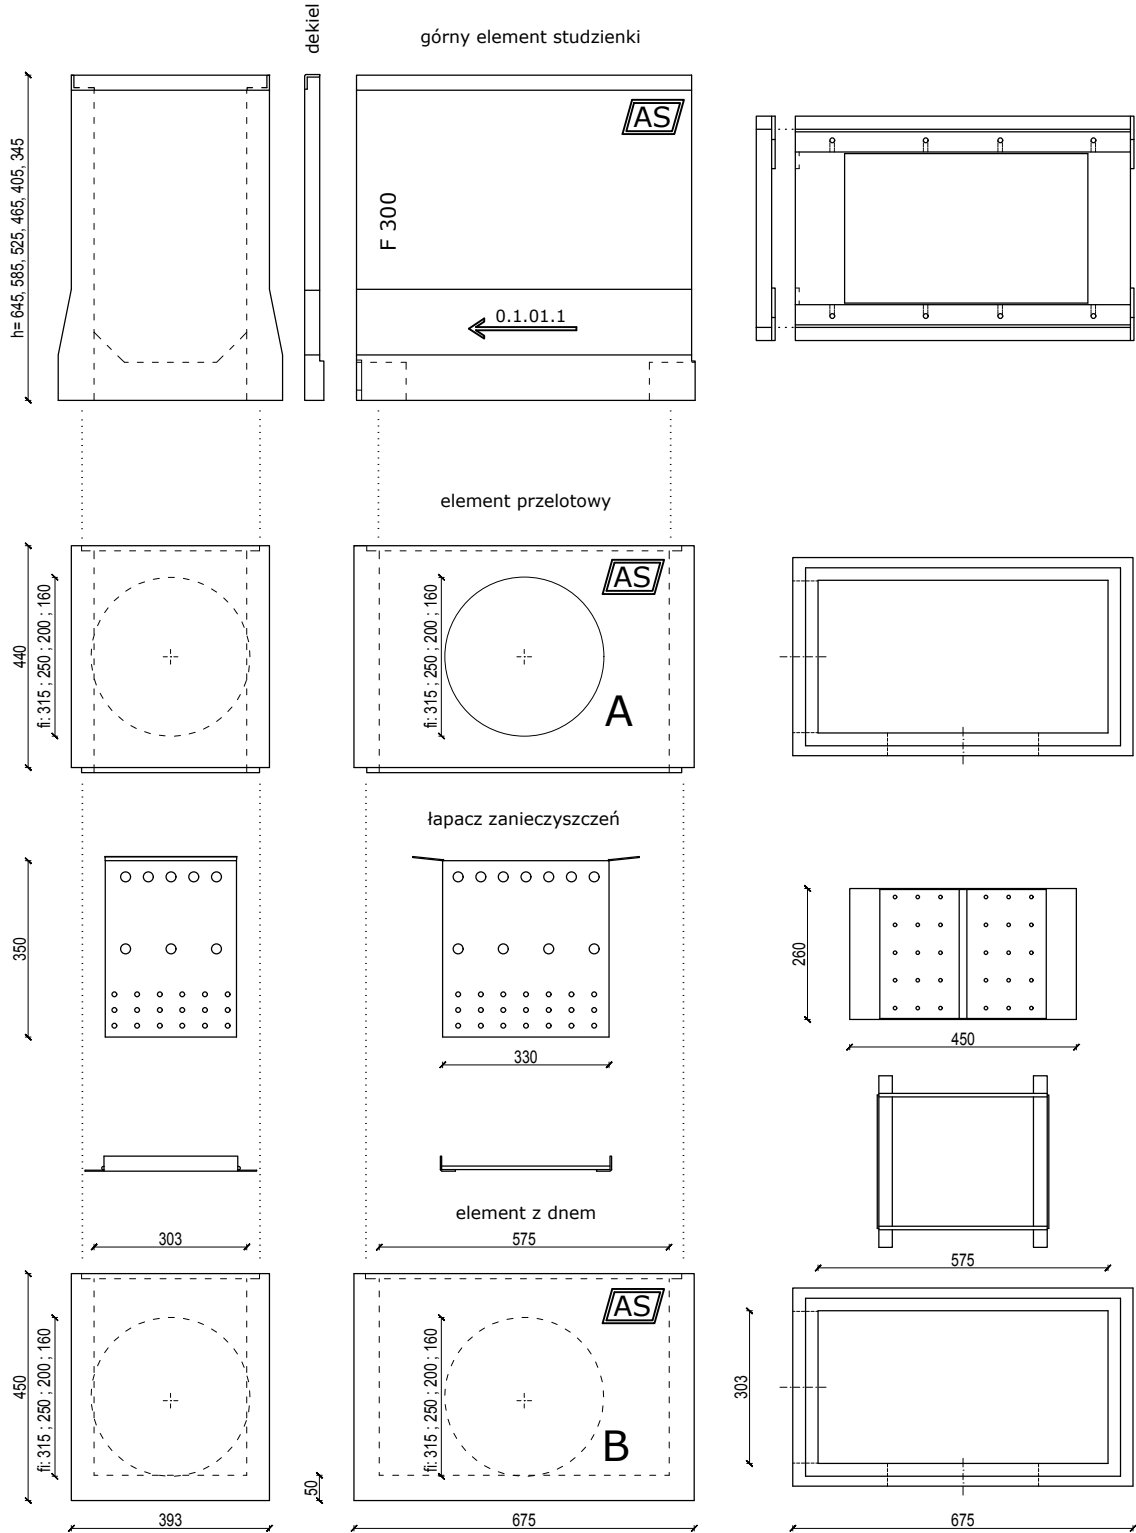 dekiel
górny element studzienki
h= 645, 585, 525, 465, 405, 345
AS
F 300
0.1.01.1
element przelotowy
440
fi: 315 ; 250 ; 200 ; 160
fi: 315 ; 250 ; 200 ; 160
AS
A
łapacz zanieczyszczeń
350
330
260
450
element z dnem
303
575
575
450
fi: 315 ; 250 ; 200 ; 160
fi: 315 ; 250 ; 200 ; 160
AS
B
303
50
393
675
675